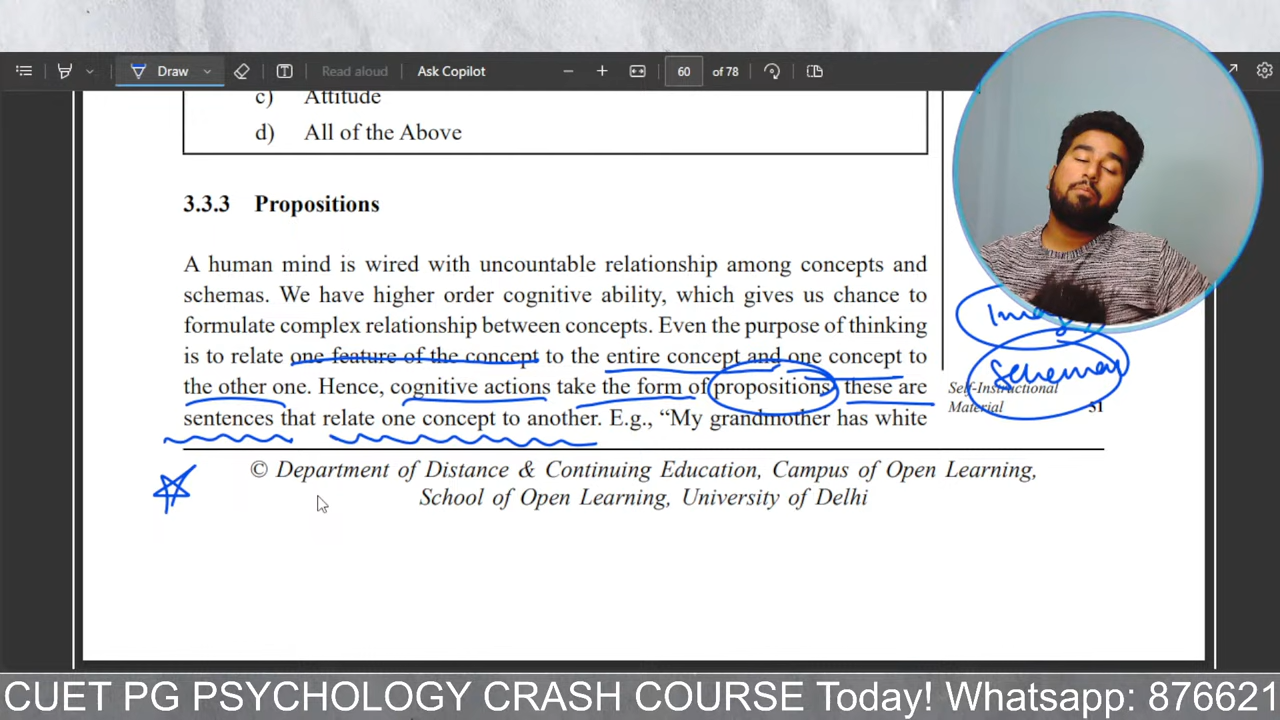 Draw
Read aloud
Ask Copilot
60 of 78
c) Attitude
d) All of the Above
3.3.3 Propositions
A human mind is wired with uncountable relationship among concepts and
schemas. We have higher order cognitive ability, which gives us chance to
formulate complex relationship between concepts. Even the purpose of thinking
is to relate one feature of the concept to the entire concept and one concept to
the other one. Hence, cognitive actions take the form of propositions, these are
sentences that relate one concept to another. E.g., “My grandmother has white
Self-Instructional
Material 51
© Department of Distance & Continuing Education, Campus of Open Learning,
School of Open Learning, University of Delhi
CUET PG PSYCHOLOGY CRASH COURSE Today! Whatsapp: 876621